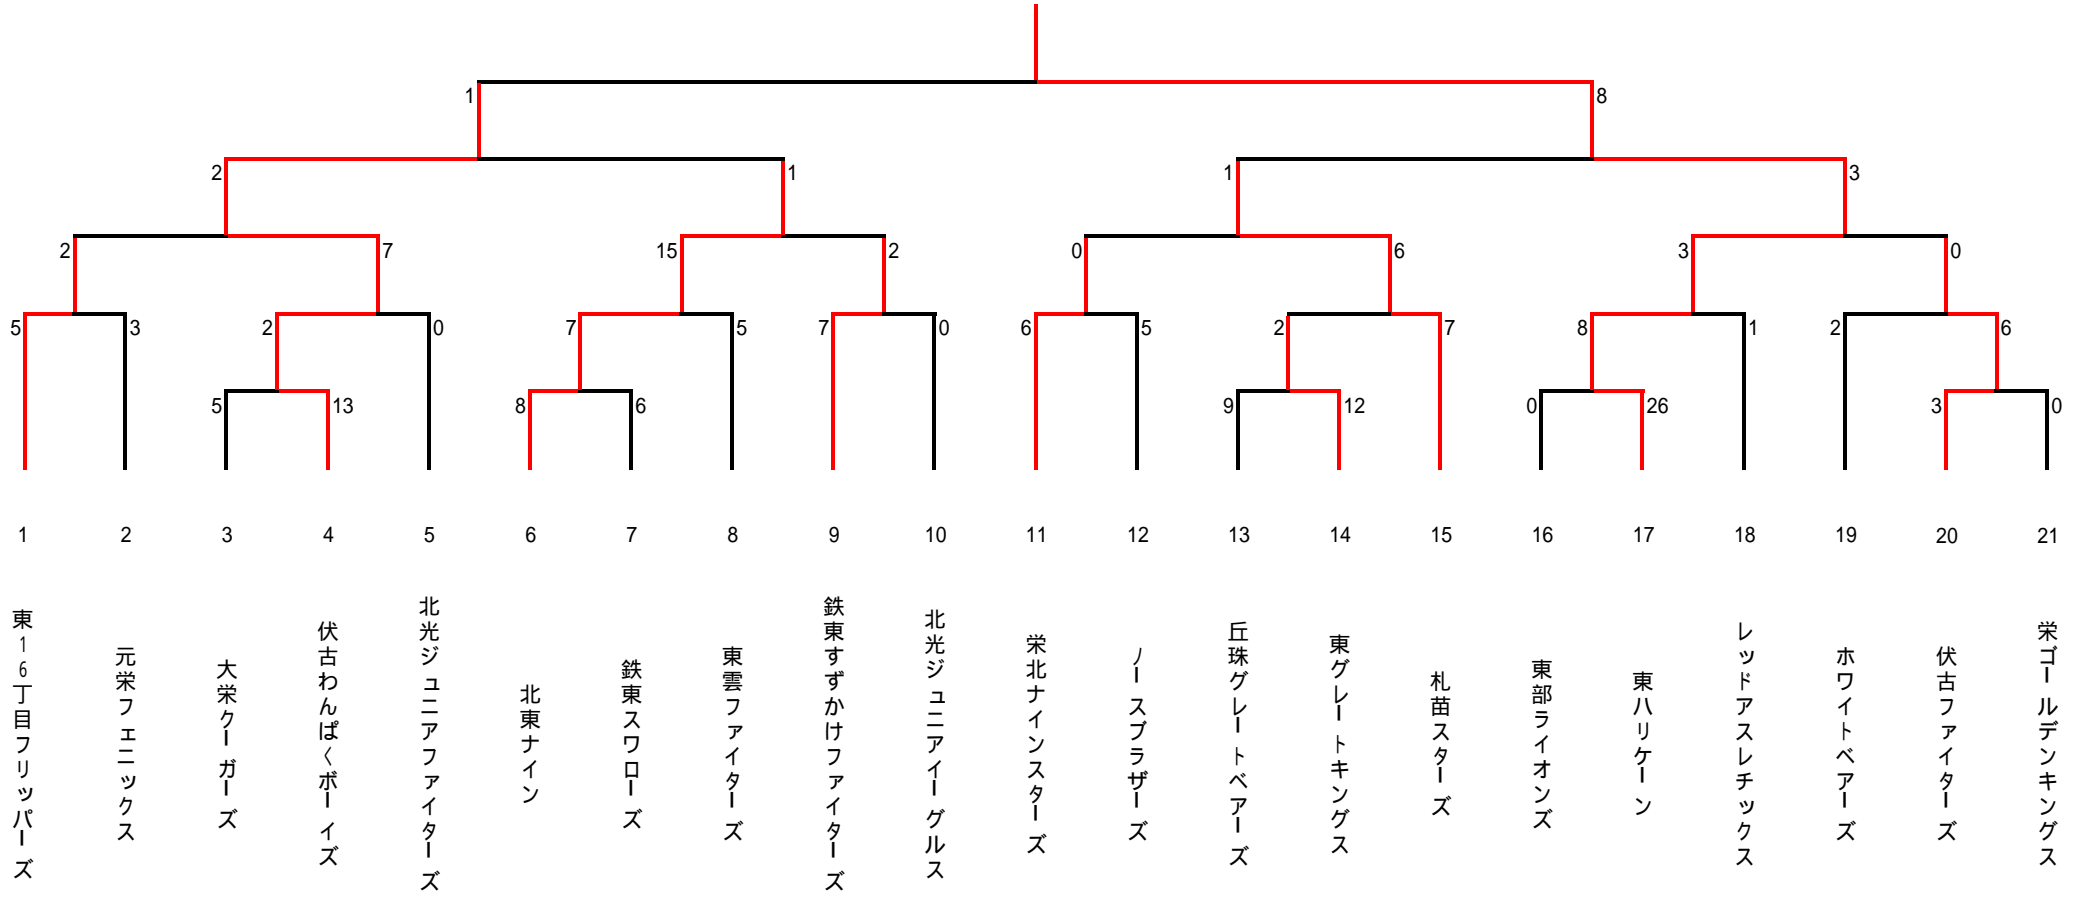 1 8
2 1 1 3
2 7 15 2 0 6 3 0
5 3 2 0 7 5 7 0 6 5 2 7 8 1 2 6
5 13 8 6 9 12 0 26 3 0
1 2 3 4 5 6 7 8 9 10 11 12 13 14 15 16 17 18 19 20 21
東16丁目フリッパーズ
元栄フェニックス
大栄クーガーズ
伏古わんぱくボーイズ
北光ジュニアファイターズ
北東ナイン
鉄東スワローズ
東雲ファイターズ
鉄東すずかけファイターズ
北光ジュニアイーグルス
栄北ナインスターズ
ノースブラザーズ
丘珠グレートベアーズ
東グレートキングス
札苗スターズ
東部ライオンズ
東ハリケーン
レッドアスレチックス
ホワイトベアーズ
伏古ファイターズ
栄ゴールデンキングス